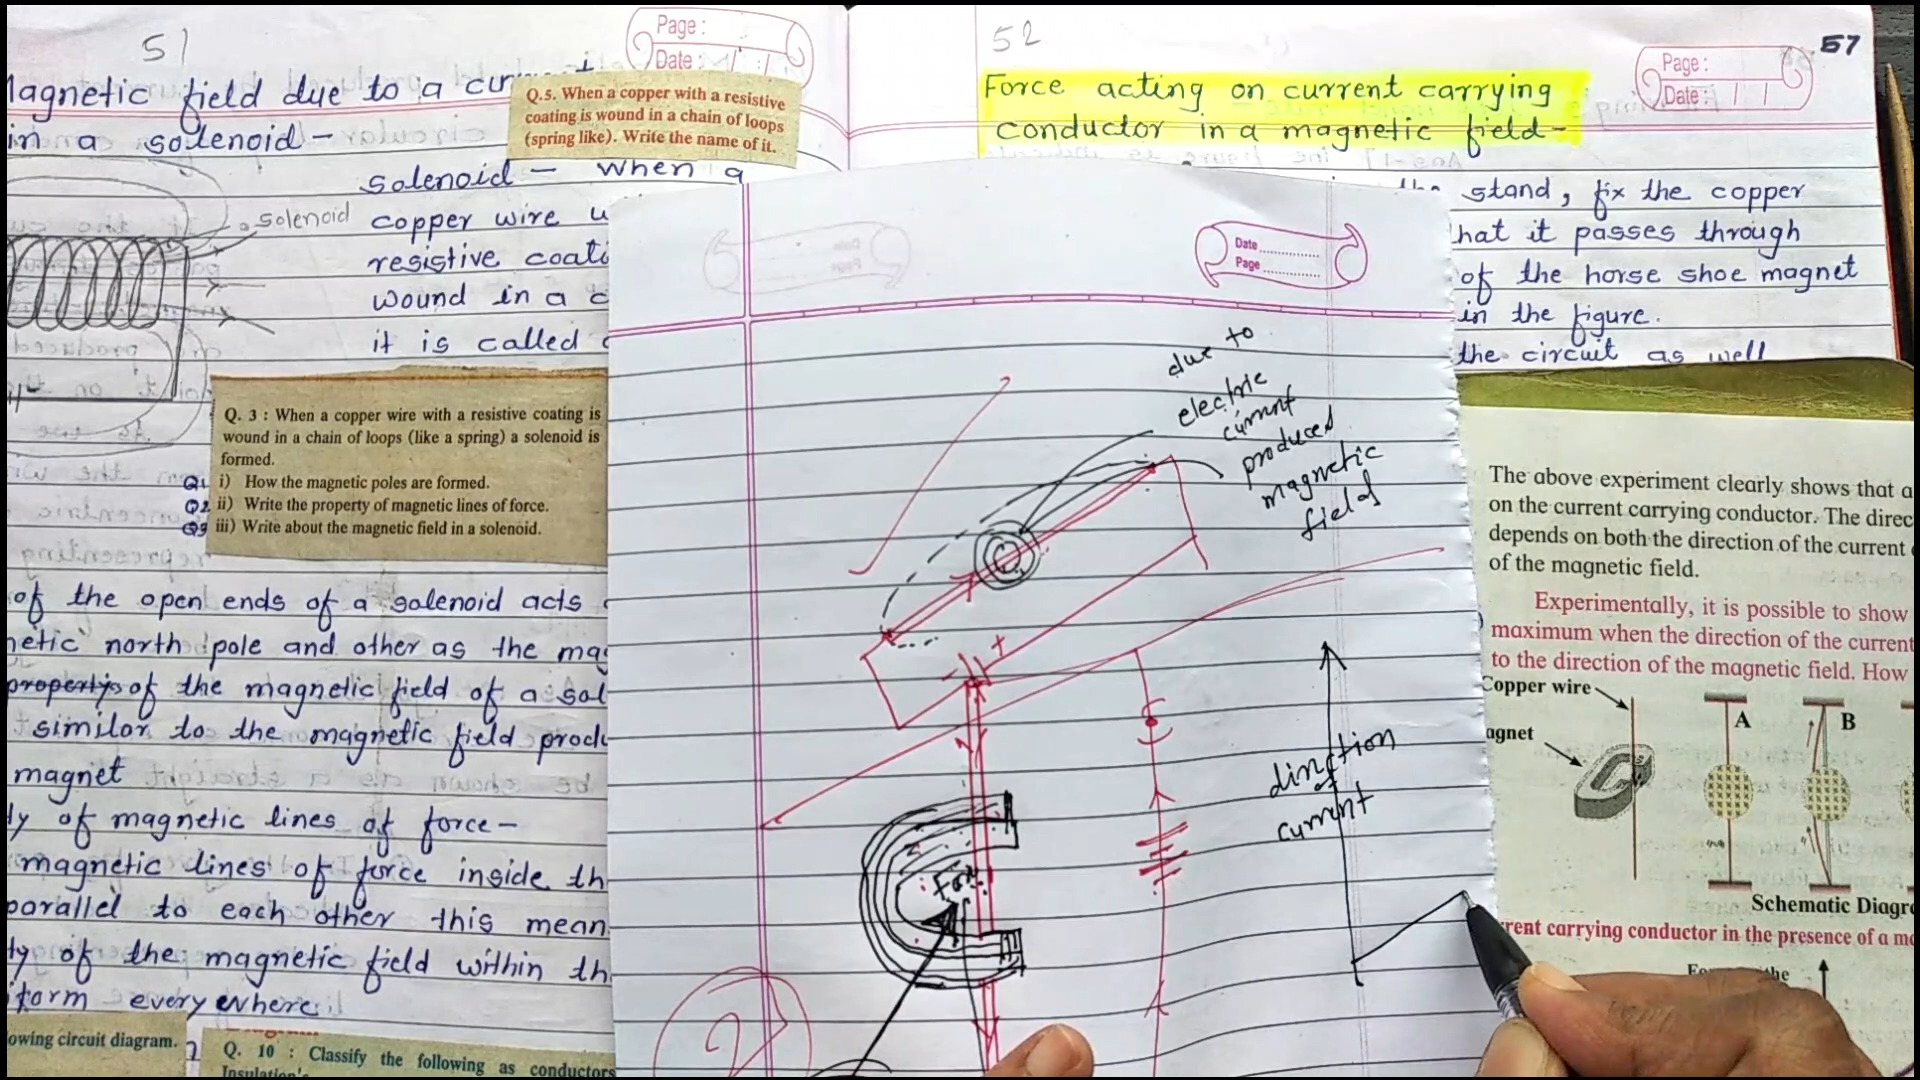 51
Page :
Date :
Magnetic field due to a
in a solenoid -
Q.5. When a copper with a resistive
coating is wound in a chain of loops
(spring like). Write the name of it.
solenoid - When a
solenoid
copper wire
resistive
wound in a
it is called
Q. 3 : When a copper wire with a resistive coating is
wound in a chain of loops (like a spring) a solenoid is
formed.
Q1 i) How the magnetic poles are formed.
Q2 ii) Write the property of magnetic lines of force.
Q3 iii) Write about the magnetic field in a solenoid.
of the open ends of a solenoid acts
north pole and other as the
of the magnetic field of a
similar to the magnetic field
magnet
of magnetic lines of force -
magnetic lines of force inside
parallel to each other this mean
of the magnetic field within
everywhere
owing circuit diagram.
Q. 10 : Classify the following as conductors
52
57
Page :
Date :
Force acting on current carrying
conductor in a magnetic field -
stand, fix the copper
that it passes through
of the horse shoe magnet
in the figure.
the circuit as well
Date
Page
due to
electric
current
produced
magnetic
field
+
direction
of
current
Force
2
The above experiment clearly shows that a
on the current carrying conductor. The direc
depends on both the direction of the current
of the magnetic field.
Experimentally, it is possible to show
maximum when the direction of the current
to the direction of the magnetic field. How
Copper wire
A
B
agnet
Schematic Diagr
rrent carrying conductor in the presence of a ma